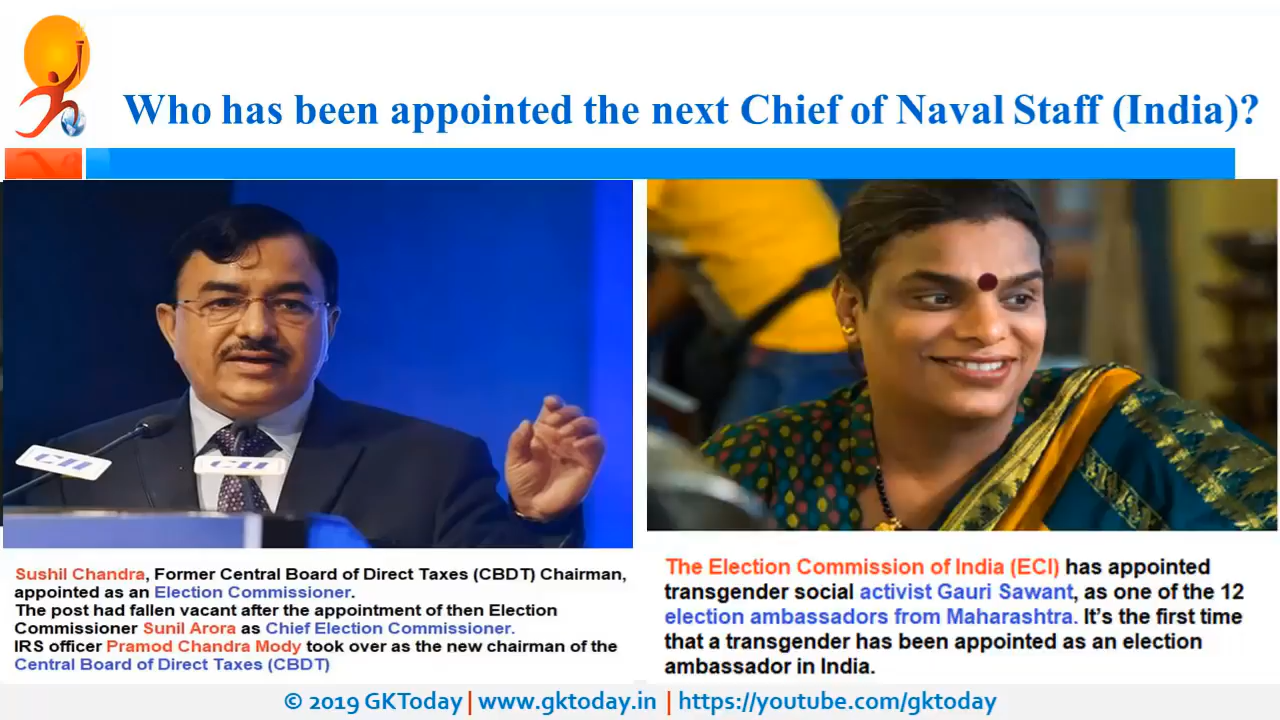 Who has been appointed the next Chief of Naval Staff (India)?
CII
CII
Sushil Chandra, Former Central Board of Direct Taxes (CBDT) Chairman,
appointed as an Election Commissioner.
The post had fallen vacant after the appointment of then Election
Commissioner Sunil Arora as Chief Election Commissioner.
IRS officer Pramod Chandra Mody took over as the new chairman of the
Central Board of Direct Taxes (CBDT)
The Election Commission of India (ECI) has appointed
transgender social activist Gauri Sawant, as one of the 12
election ambassadors from Maharashtra. It’s the first time
that a transgender has been appointed as an election
ambassador in India.
© 2019 GKToday | www.gktoday.in | https://youtube.com/gktoday